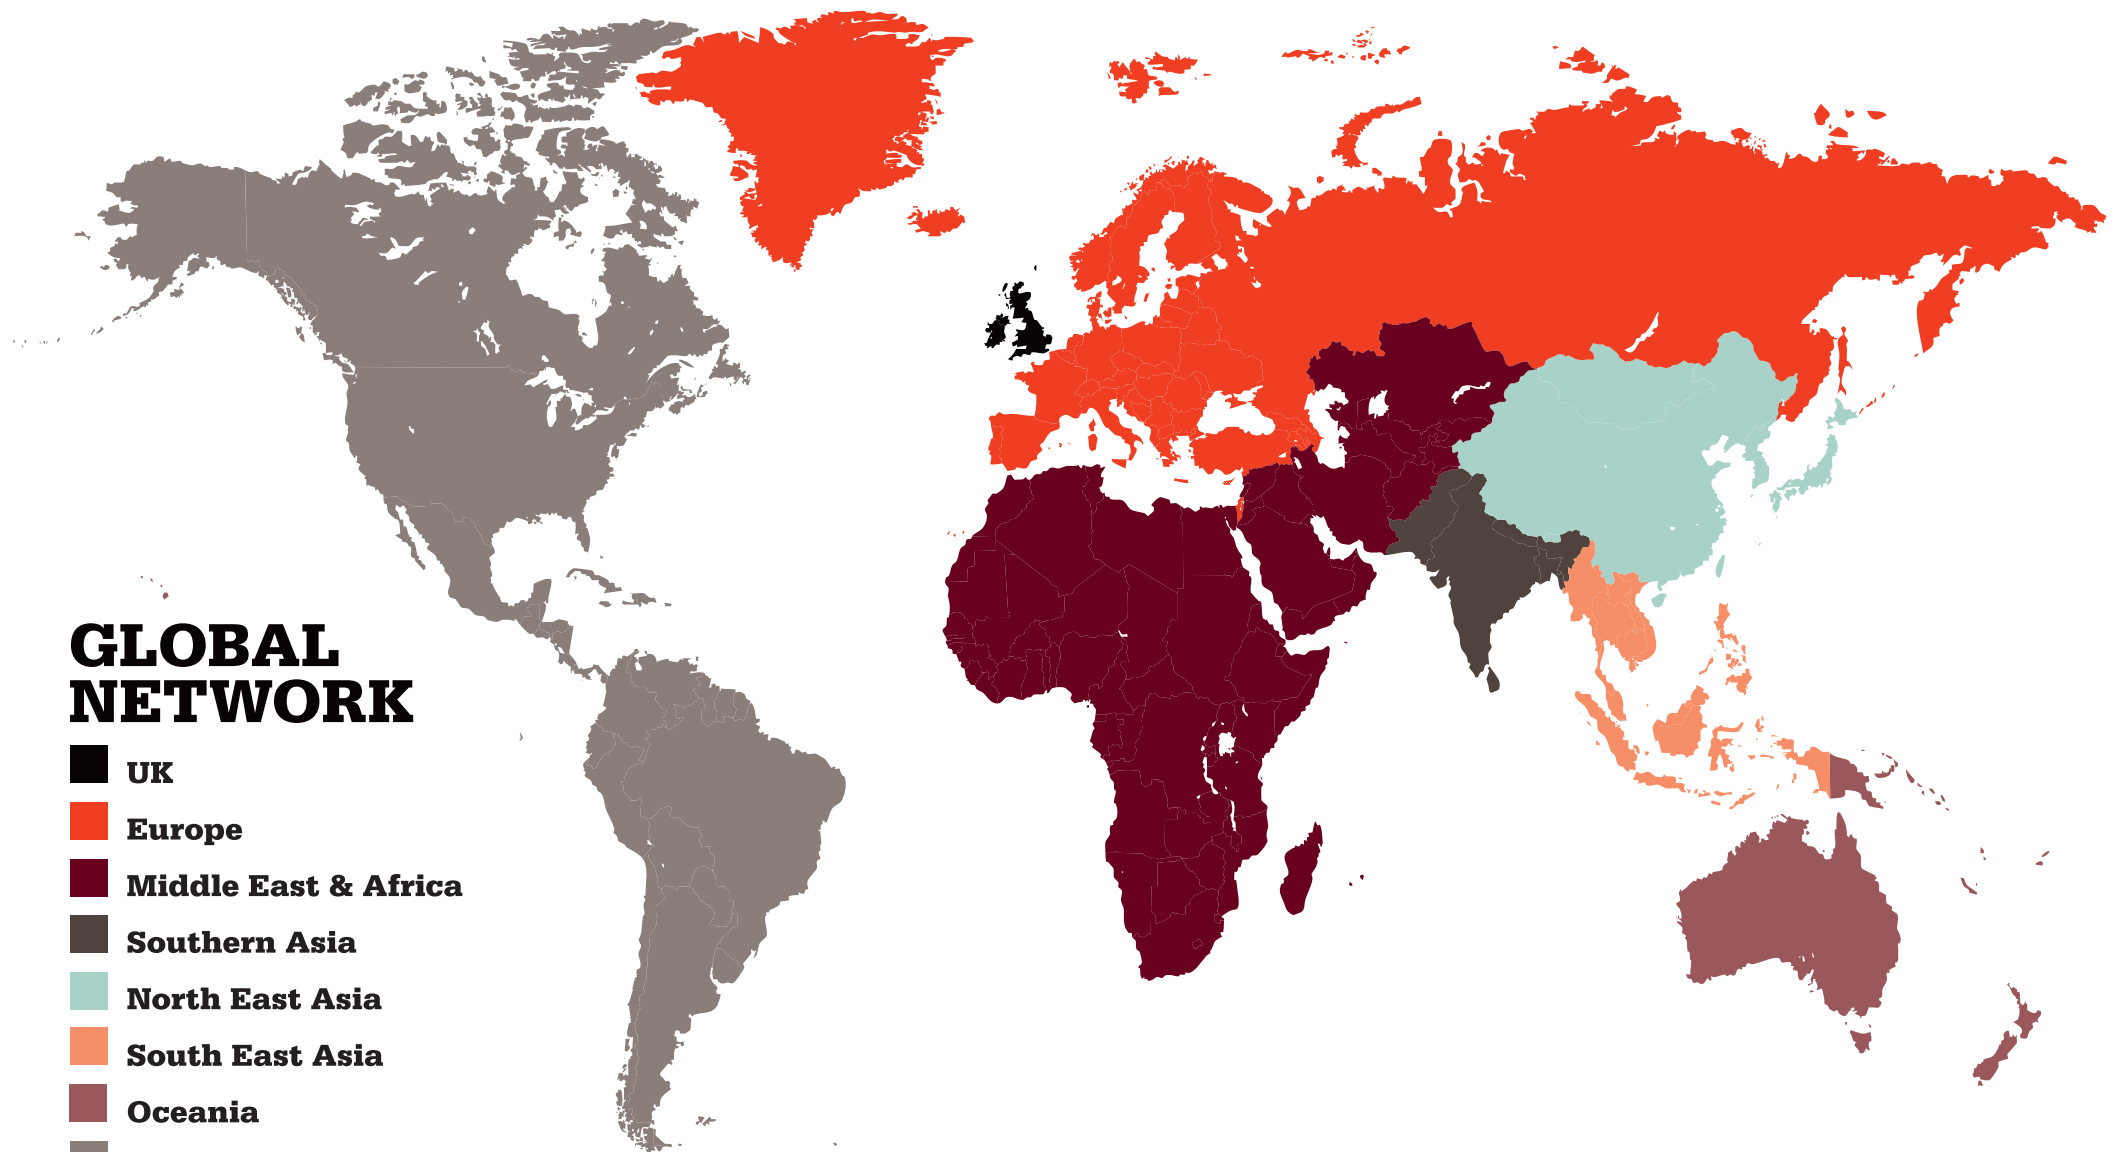 GLOBAL
NETWORK
UK
Europe
Middle East & Africa
Southern Asia
North East Asia
South East Asia
Oceania